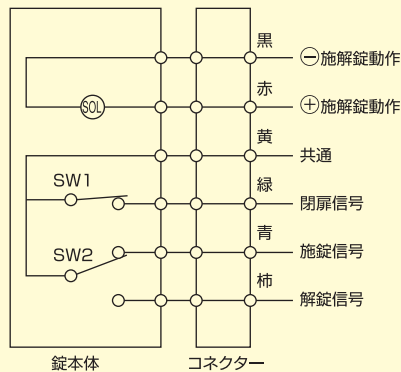 黒
⊖施解錠動作
赤
SOL
⊕施解錠動作
黄
共通
SW1
緑
閉扉信号
青
施錠信号
SW2
柿
解錠信号
錠本体
コネクター